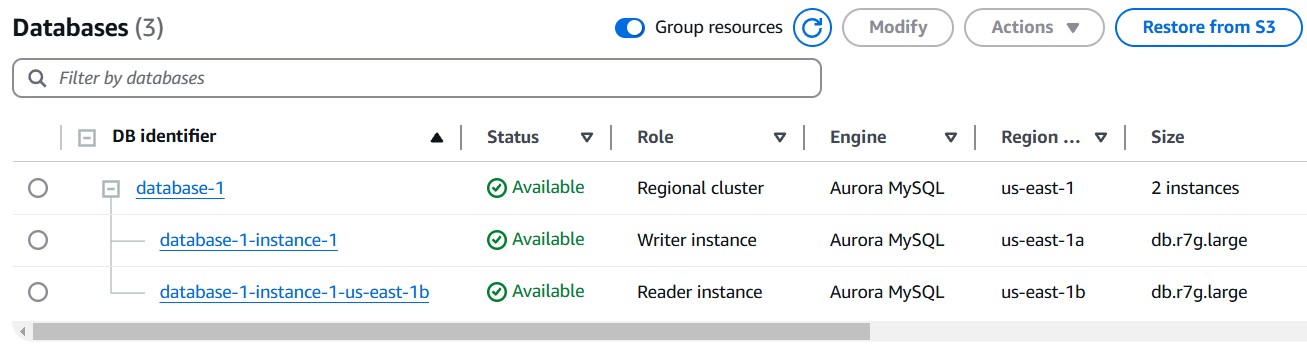 Databases (3) Group resources Modify Actions Restore from S3
Filter by databases
DB identifier Status Role Engine Region ... Size
database-1 Available Regional cluster Aurora MySQL us-east-1 2 instances
database-1-instance-1 Available Writer instance Aurora MySQL us-east-1a db.r7g.large
database-1-instance-1-us-east-1b Available Reader instance Aurora MySQL us-east-1b db.r7g.large